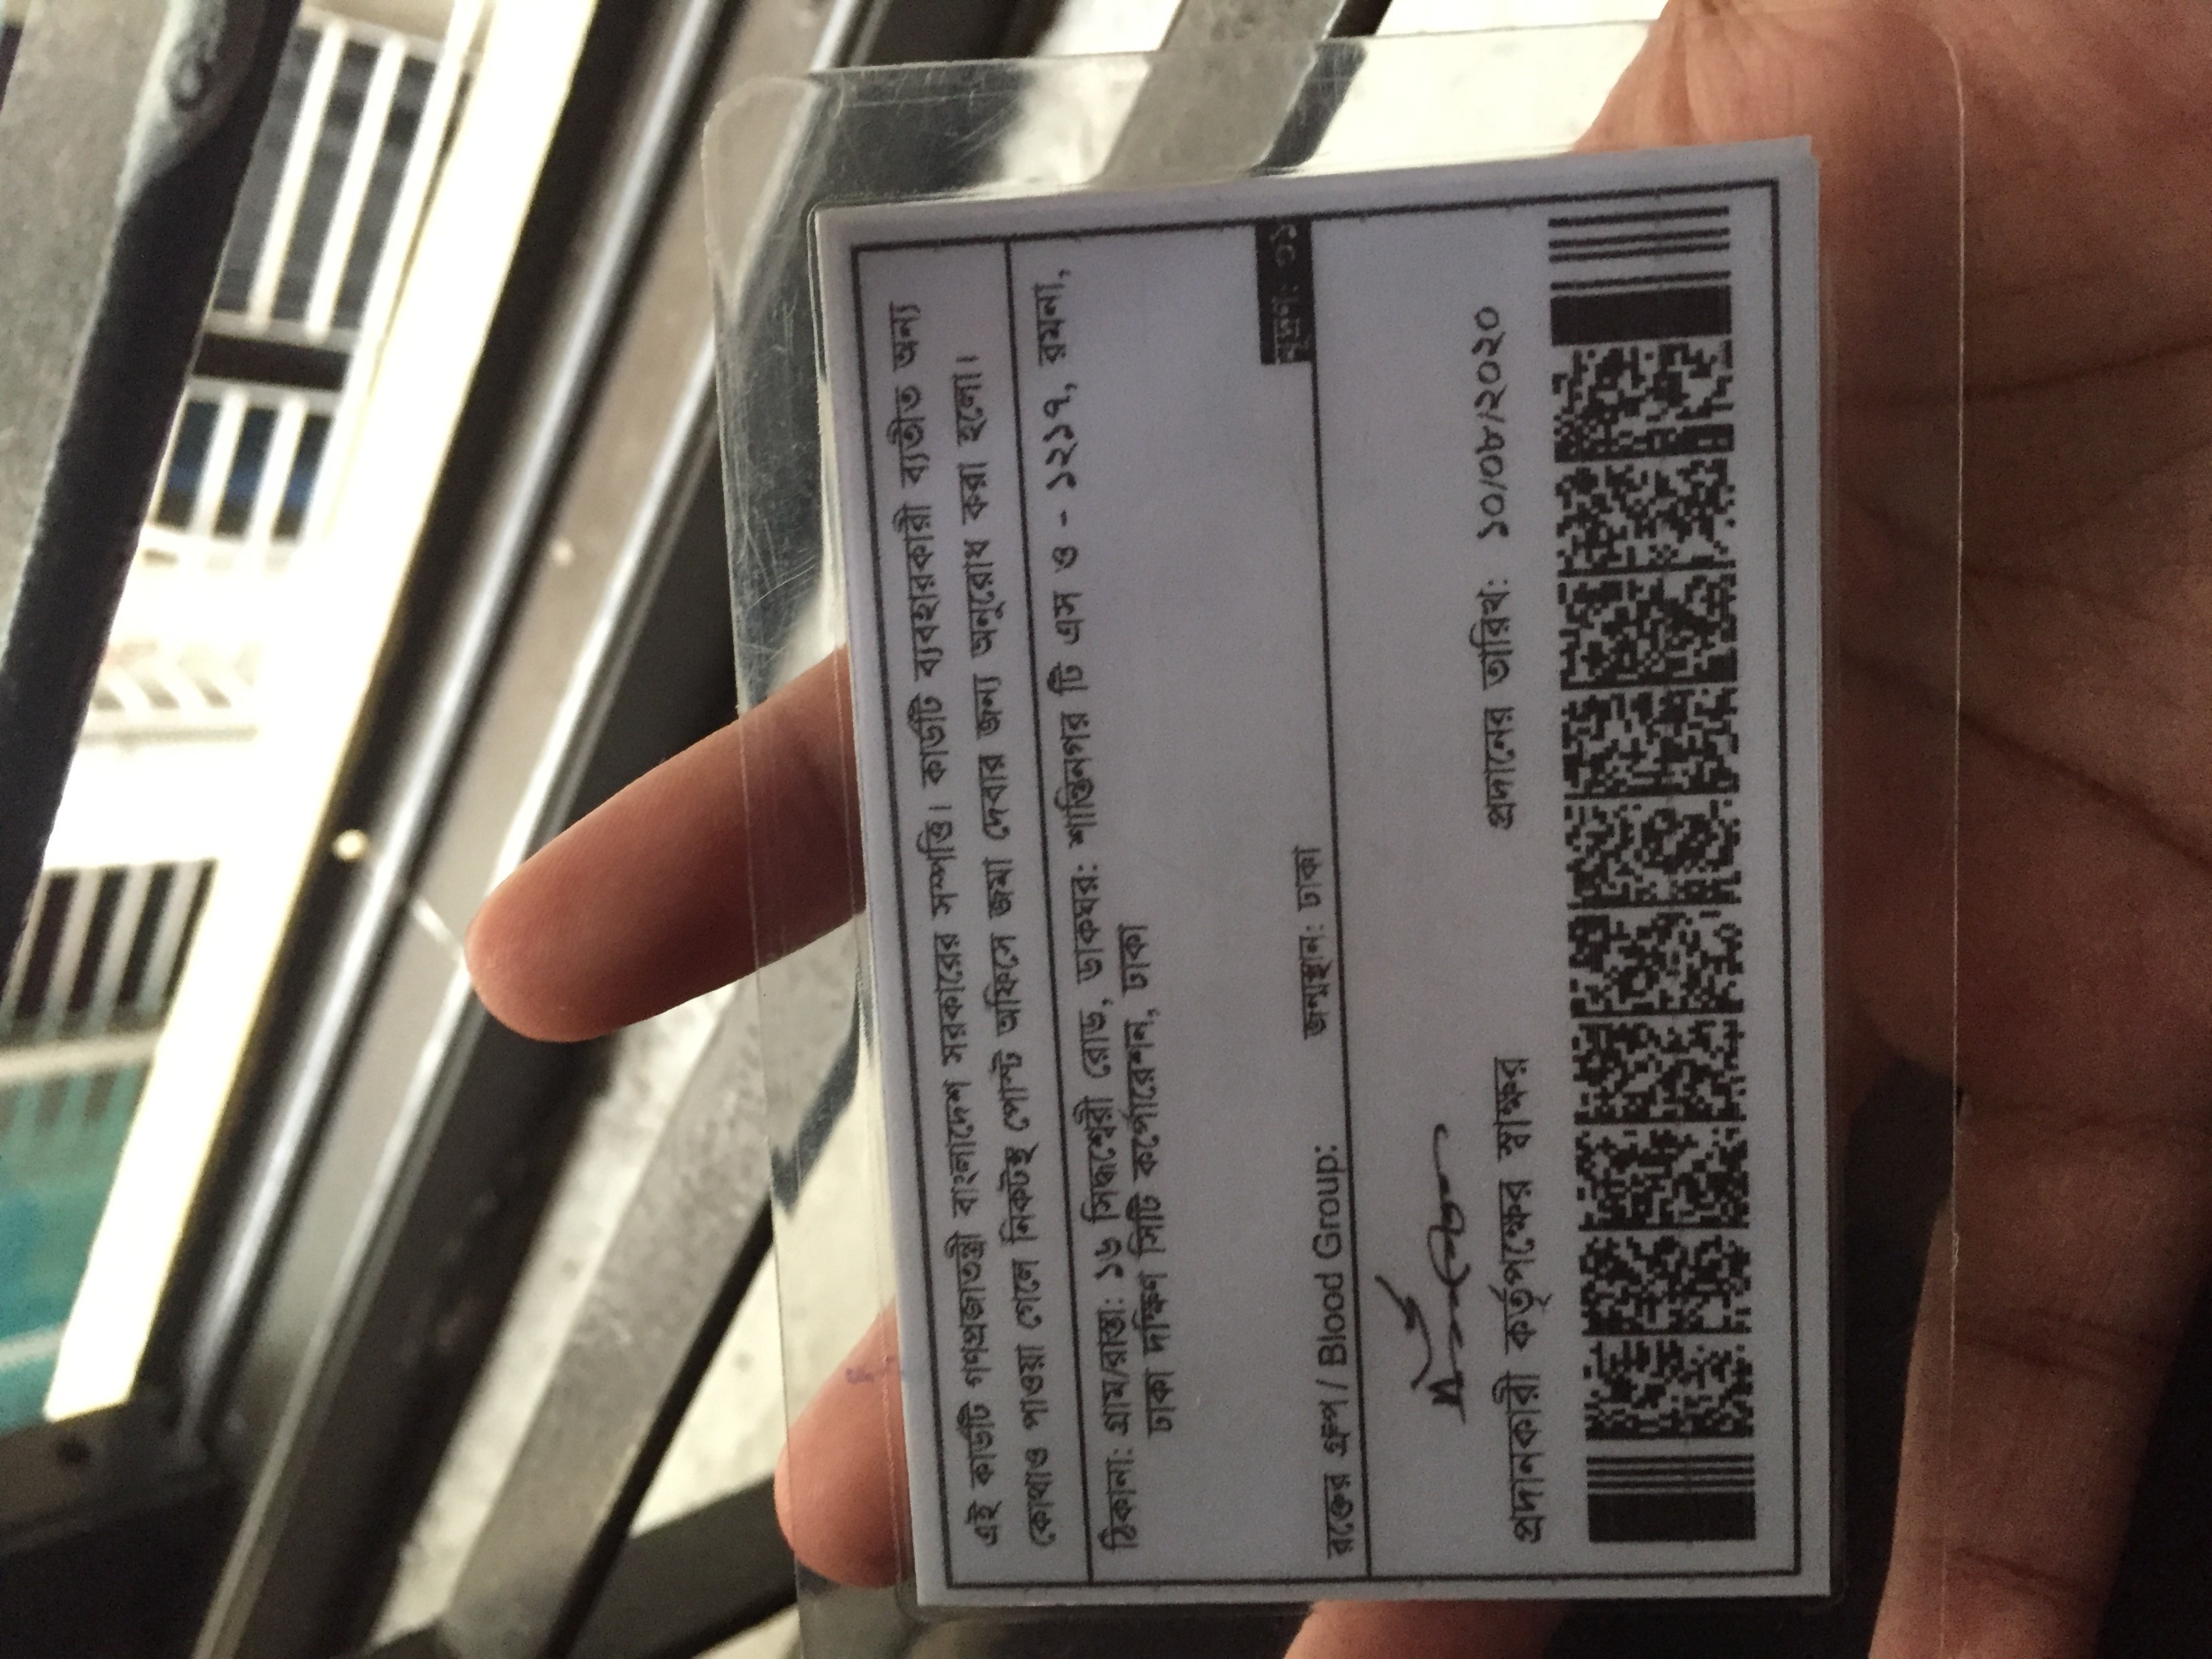 এই কার্ডটি গণপ্রজাতন্ত্রী বাংলাদেশ সরকারের সম্পত্তি। কার্ডটি ব্যবহারকারী ব্যতীত অন্য
কোথাও পাওয়া গেলে নিকটস্থ পোস্ট অফিসে জমা দেবার জন্য অনুরোধ করা হলো।
ঠিকানা: গ্রাম/রাস্তা: ১৬ সিদ্ধেশ্বরী রোড, ডাকঘর: শান্তিনগর টি এস ও - ১২১৭, রমনা,
ঢাকা দক্ষিণ সিটি কর্পোরেশন, ঢাকা
রক্তের গ্রুপ / Blood Group: জন্মস্থান: ঢাকা মুদ্রণ: ০১
প্রদানকারী কর্তৃপক্ষের স্বাক্ষর প্রদানের তারিখ: ১০/০৮/২০২০